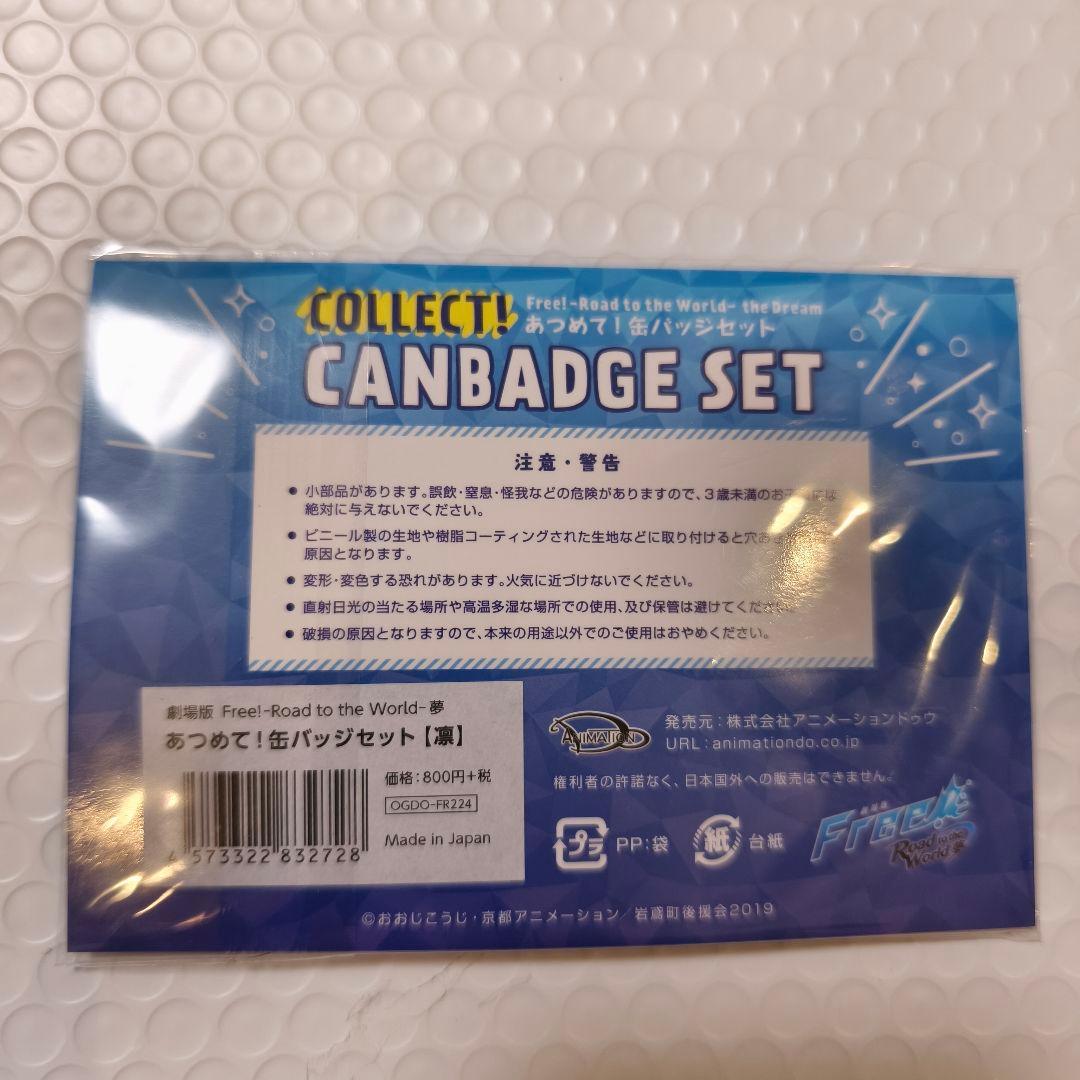 COLLECT!
Free!-Road to the World- the Dream
あつめて！缶バッジセット
CANBADGE SET
注意・警告
● 小部品があります。誤飲・窒息・怪我などの危険がありますので、3歳未満のお子
絶対に与えないでください。
● ビニール製の生地や樹脂コーティングされた生地などに取り付けると穴
原因となります。
● 変形・変色する恐れがあります。火気に近づけないでください。
● 直射日光の当たる場所や高温多湿な場所での使用、及び保管は避けてください。
● 破損の原因となりますので、本来の用途以外でのご使用はおやめください。
劇場版 Free!-Road to the World-夢
あつめて！缶バッジセット【凛】
価格：800円+税
OGDO-FR224
Made in Japan
4 573322 832728
ANIMATION DO
発売元：株式会社アニメーションドゥウ
URL：animationdo.co.jp
権利者の許諾なく、日本国外への販売はできません。
プラ PP：袋
紙 台紙
劇場版
Free!
Road to the
World 夢
©おおじこうじ・京都アニメーション／岩鳶町後援会2019